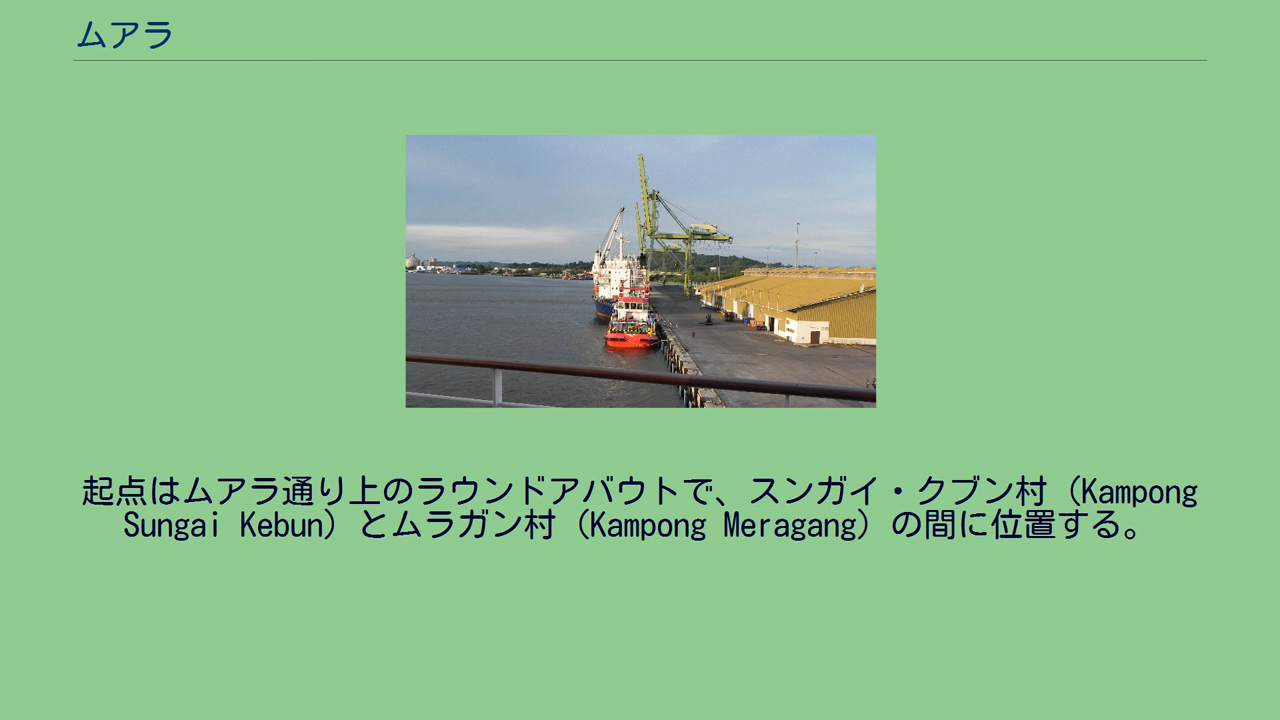 ムアラ
起点はムアラ通り上のラウンドアバウトで、スンガイ・クブン村（Kampong
Sungai Kebun）とムラガン村（Kampong Meragang）の間に位置する。